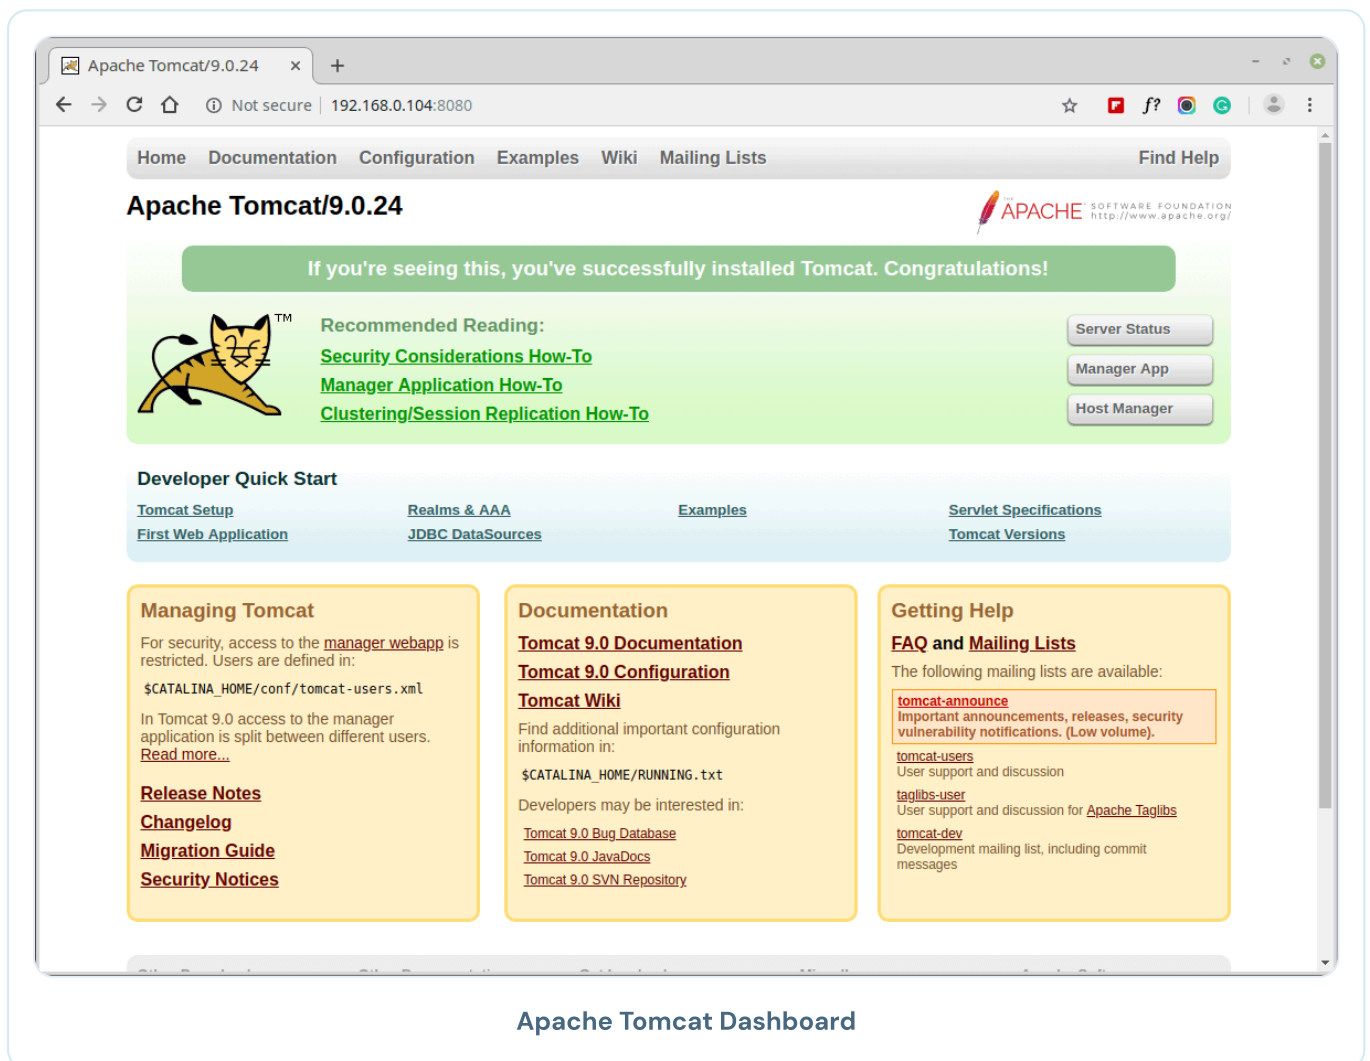 Apache Tomcat/9.0.24
Not secure | 192.168.0.104:8080
f?
Home Documentation Configuration Examples Wiki Mailing Lists Find Help
Apache Tomcat/9.0.24
THE
APACHE SOFTWARE FOUNDATION
http://www.apache.org/
If you're seeing this, you've successfully installed Tomcat. Congratulations!
TM
Recommended Reading:
Security Considerations How-To
Manager Application How-To
Clustering/Session Replication How-To
Server Status
Manager App
Host Manager
Developer Quick Start
Tomcat Setup
First Web Application
Realms & AAA
JDBC DataSources
Examples
Servlet Specifications
Tomcat Versions
Managing Tomcat
For security, access to the manager webapp is
restricted. Users are defined in:
$CATALINA_HOME/conf/tomcat-users.xml
In Tomcat 9.0 access to the manager
application is split between different users.
Read more...
Release Notes
Changelog
Migration Guide
Security Notices
Documentation
Tomcat 9.0 Documentation
Tomcat 9.0 Configuration
Tomcat Wiki
Find additional important configuration
information in:
$CATALINA_HOME/RUNNING.txt
Developers may be interested in:
Tomcat 9.0 Bug Database
Tomcat 9.0 JavaDocs
Tomcat 9.0 SVN Repository
Getting Help
FAQ and Mailing Lists
The following mailing lists are available:
tomcat-announce
Important announcements, releases, security
vulnerability notifications. (Low volume).
tomcat-users
User support and discussion
taglibs-user
User support and discussion for Apache Taglibs
tomcat-dev
Development mailing list, including commit
messages
Apache Tomcat Dashboard